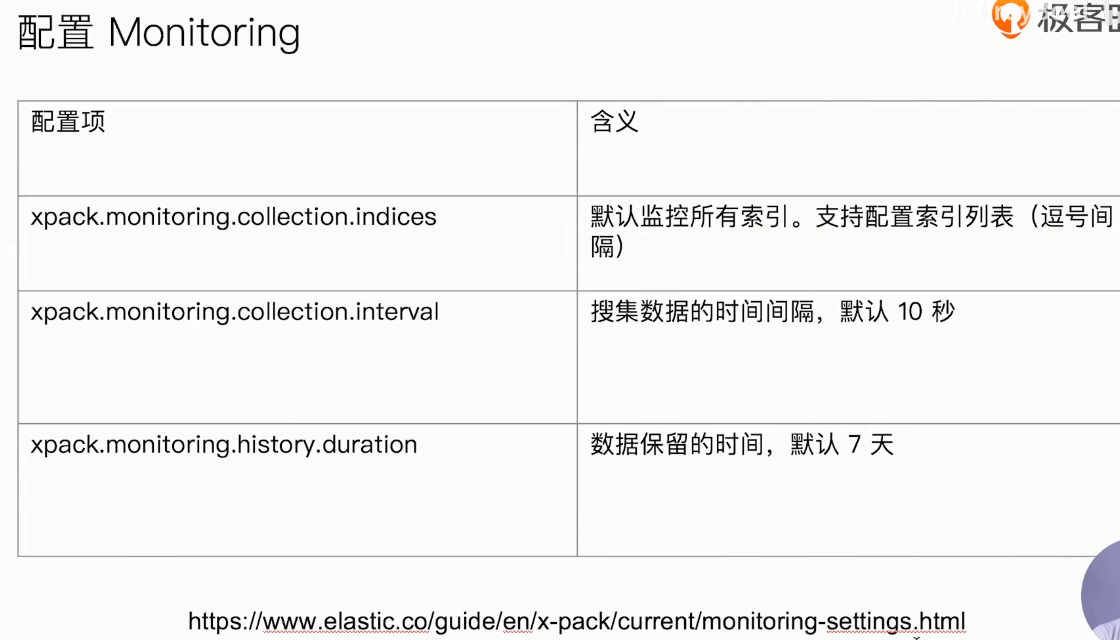 配置 Monitoring
极客
配置项
含义
xpack.monitoring.collection.indices
默认监控所有索引。支持配置索引列表（逗号间
隔）
xpack.monitoring.collection.interval
搜集数据的时间间隔，默认 10 秒
xpack.monitoring.history.duration
数据保留的时间，默认 7 天
https://www.elastic.co/guide/en/x-pack/current/monitoring-settings.html